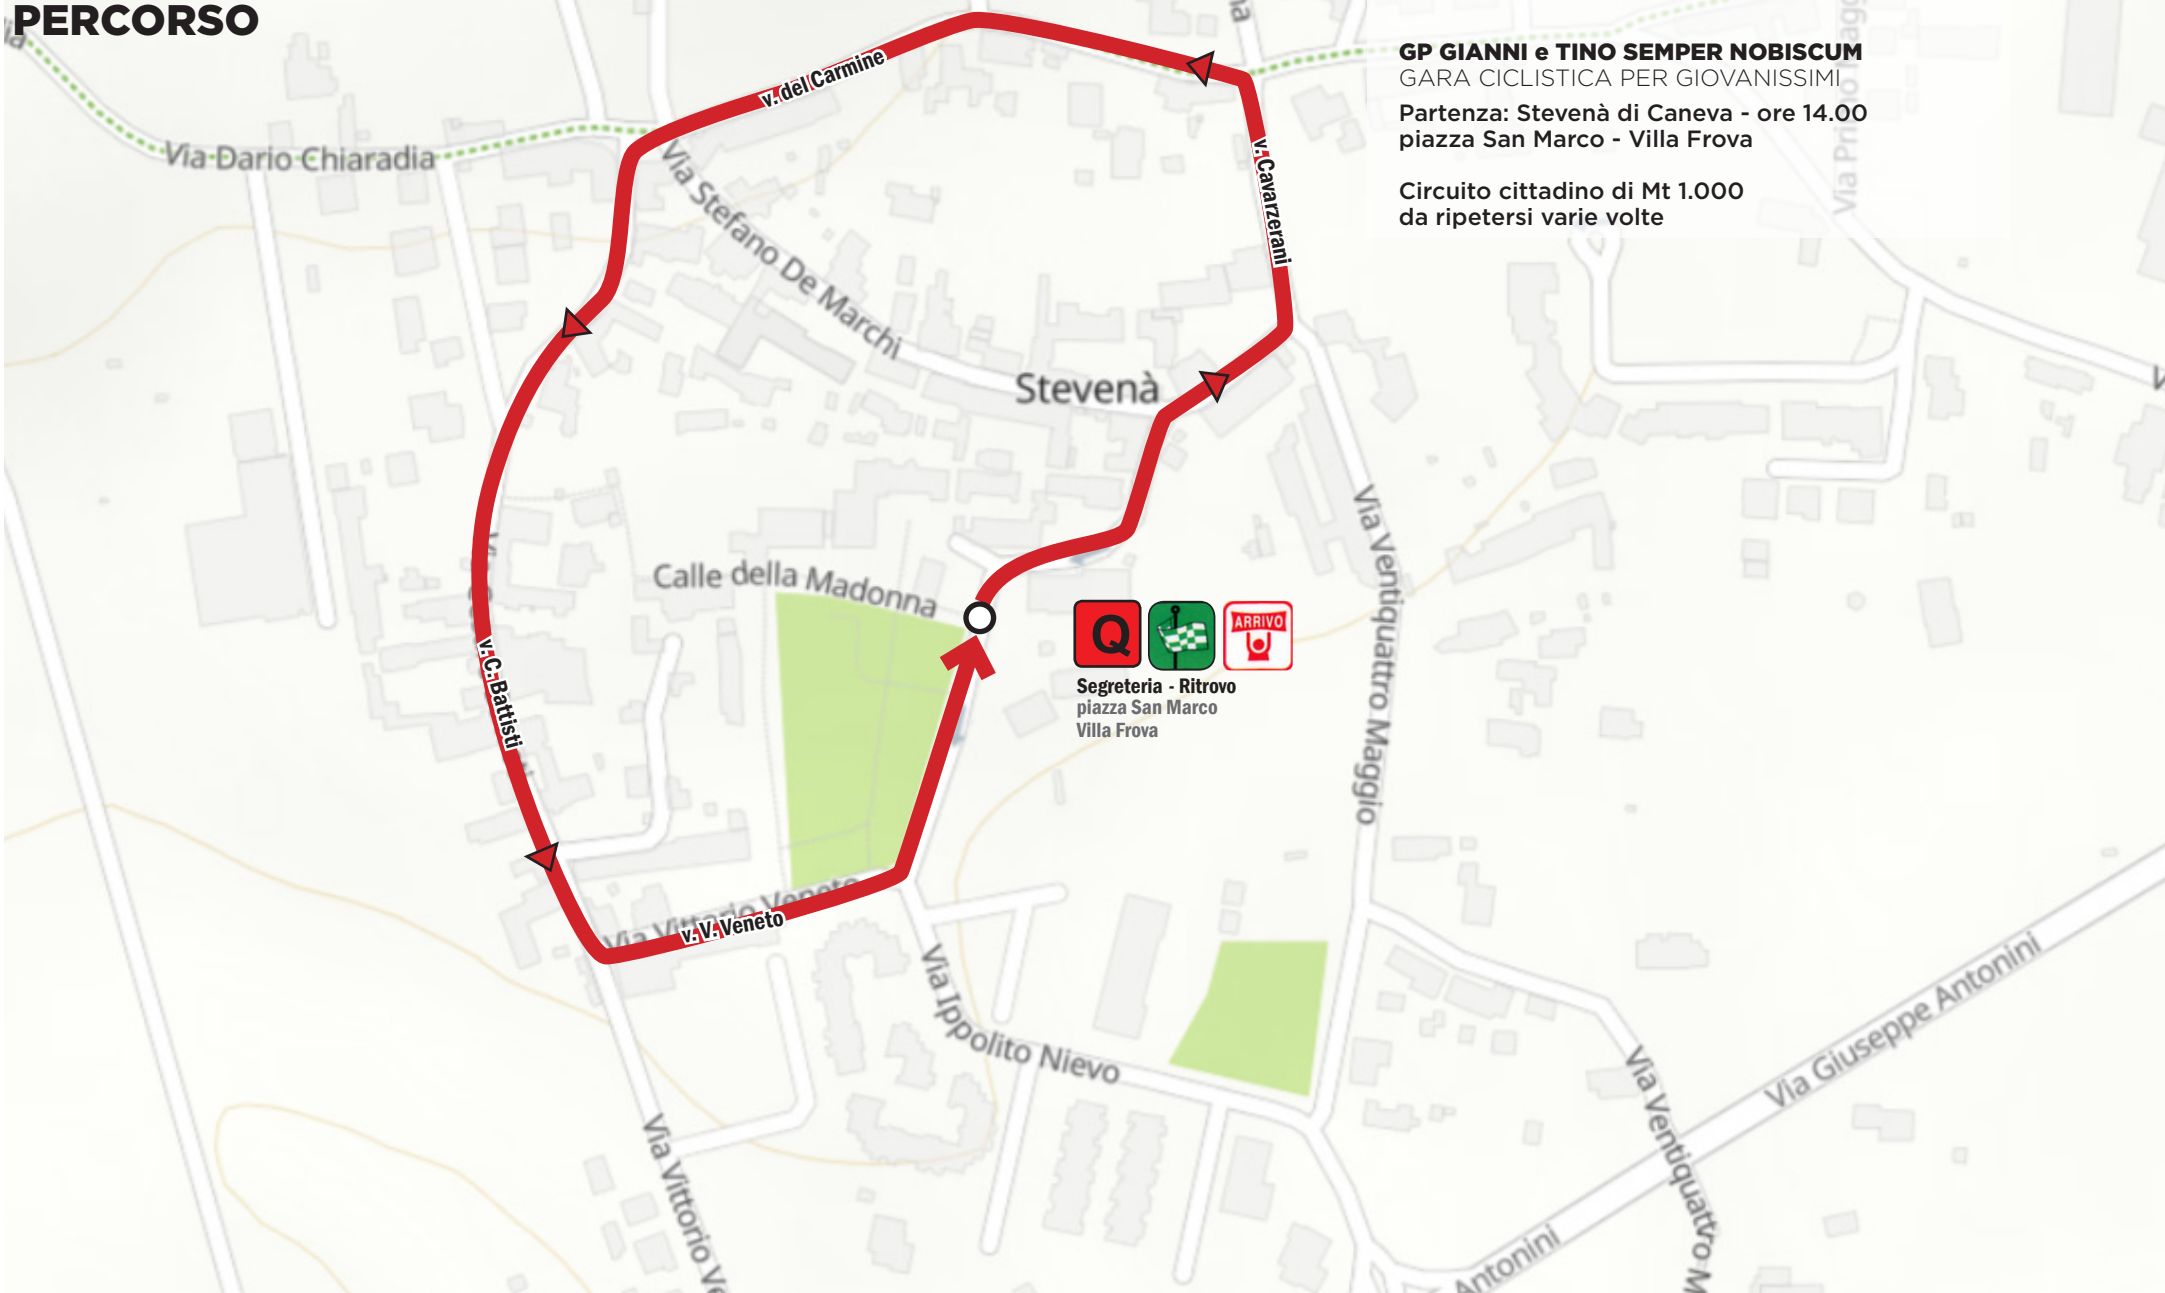 PERCORSO
GP GIANNI e TINO SEMPER NOBISCUM
GARA CICLISTICA PER GIOVANISSIMI
Partenza: Stevenà di Caneva - ore 14.00
piazza San Marco - Villa Frova
Circuito cittadino di Mt 1.000
da ripetersi varie volte
v. del Carmine
Via Dario Chiaradia
Via Stefano De Marchi
v. Cavarzerani
Stevenà
Via Ventiquattro Maggio
Calle della Madonna
Q
ARRIVO
Segreteria - Ritrovo
piazza San Marco
Villa Frova
v. C. Battisti
Via Vittorio Veneto
v. V. Veneto
Via Ippolito Nievo
Via Giuseppe Antonini
Via Ventiquattro M
Via Vittorio Ve
Antonini